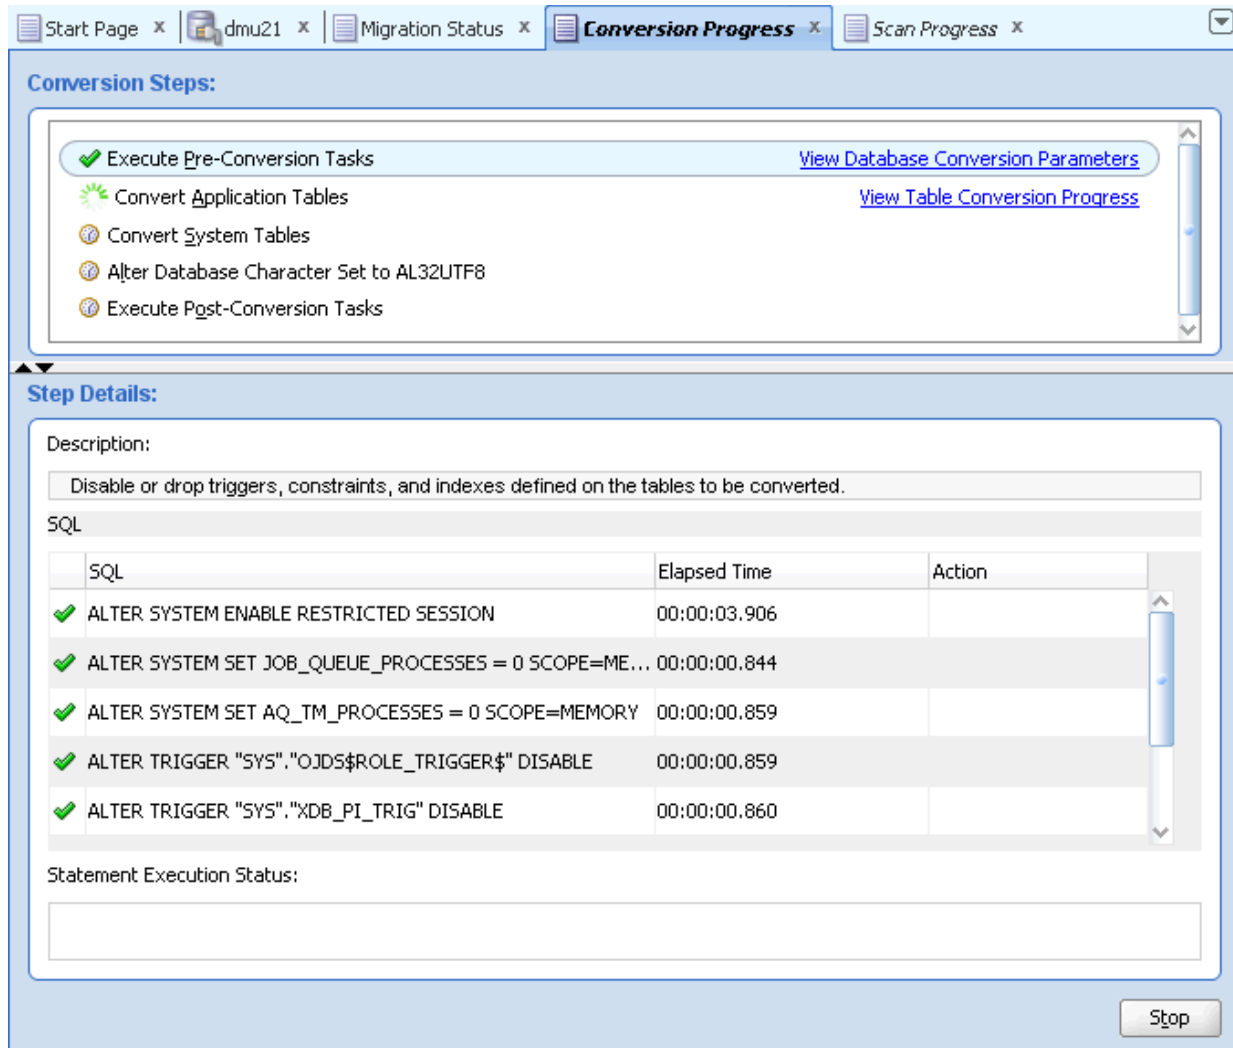 Start Page x dmu21 x Migration Status x Conversion Progress x Scan Progress x
Conversion Steps:
Execute Pre-Conversion Tasks View Database Conversion Parameters
Convert Application Tables View Table Conversion Progress
Convert System Tables
Alter Database Character Set to AL32UTF8
Execute Post-Conversion Tasks
Step Details:
Description:
Disable or drop triggers, constraints, and indexes defined on the tables to be converted.
SQL
SQL Elapsed Time Action
ALTER SYSTEM ENABLE RESTRICTED SESSION 00:00:03.906
ALTER SYSTEM SET JOB_QUEUE_PROCESSES = 0 SCOPE=ME... 00:00:00.844
ALTER SYSTEM SET AQ_TM_PROCESSES = 0 SCOPE=MEMORY 00:00:00.859
ALTER TRIGGER "SYS"."OJDS$ROLE_TRIGGER$" DISABLE 00:00:00.859
ALTER TRIGGER "SYS"."XDB_PI_TRIG" DISABLE 00:00:00.860
Statement Execution Status:
Stop